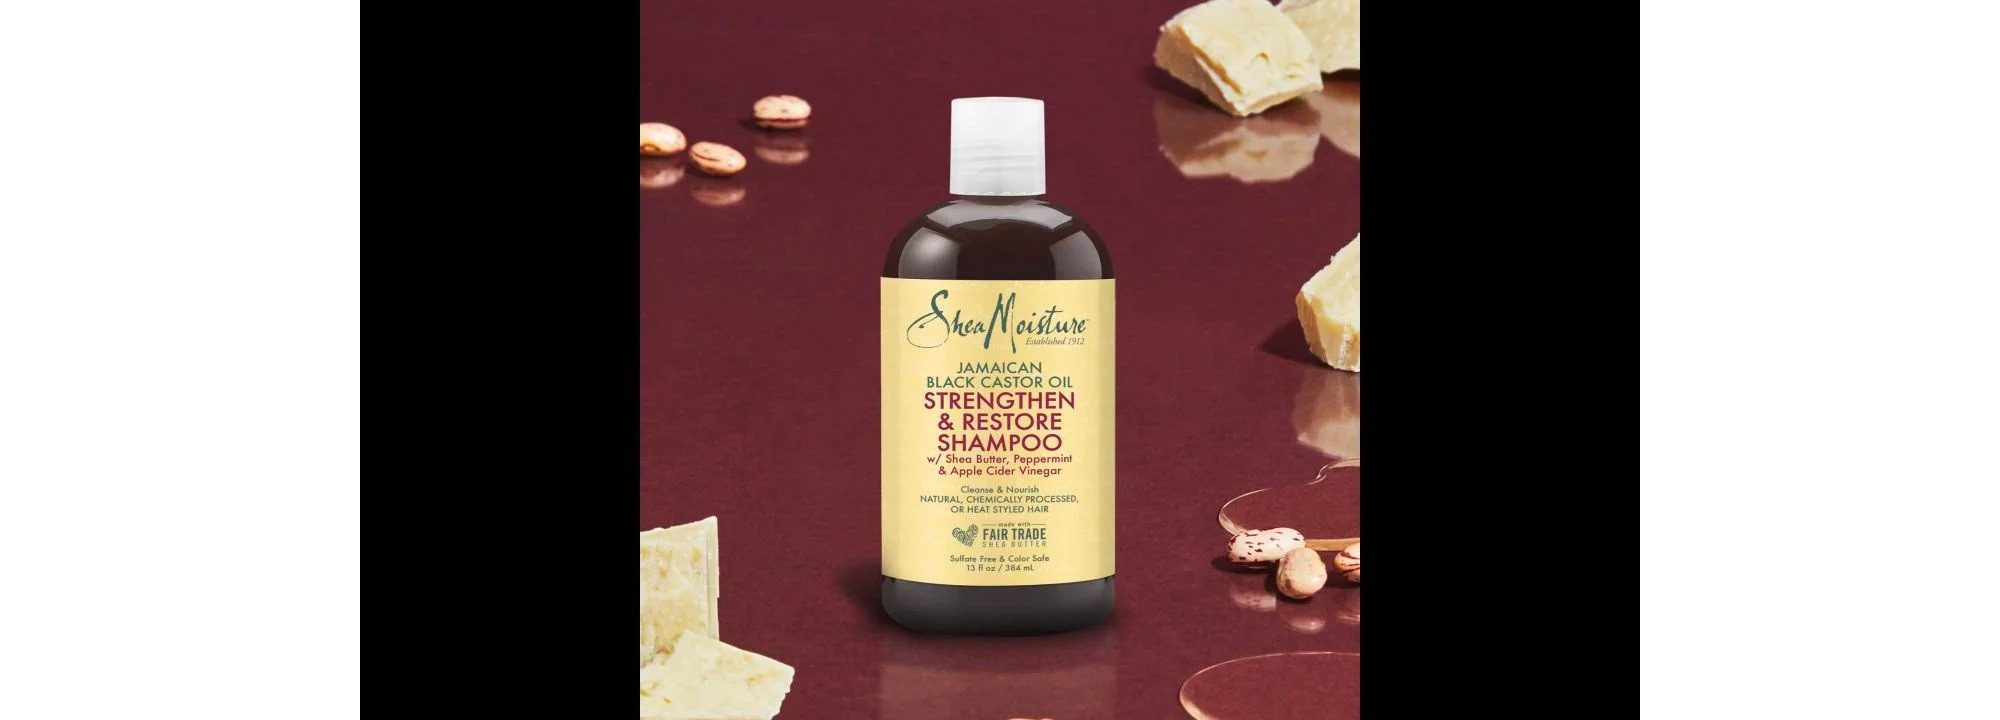 SheaMoisture
Established 1912
JAMAICAN
BLACK CASTOR OIL
STRENGTHEN
& RESTORE
SHAMPOO
w/ Shea Butter, Peppermint
& Apple Cider Vinegar
Cleanse & Nourish
NATURAL, CHEMICALLY PROCESSED,
OR HEAT STYLED HAIR
made with
FAIR TRADE
SHEA BUTTER
Sulfate Free & Color Safe
13 fl oz / 384 mL